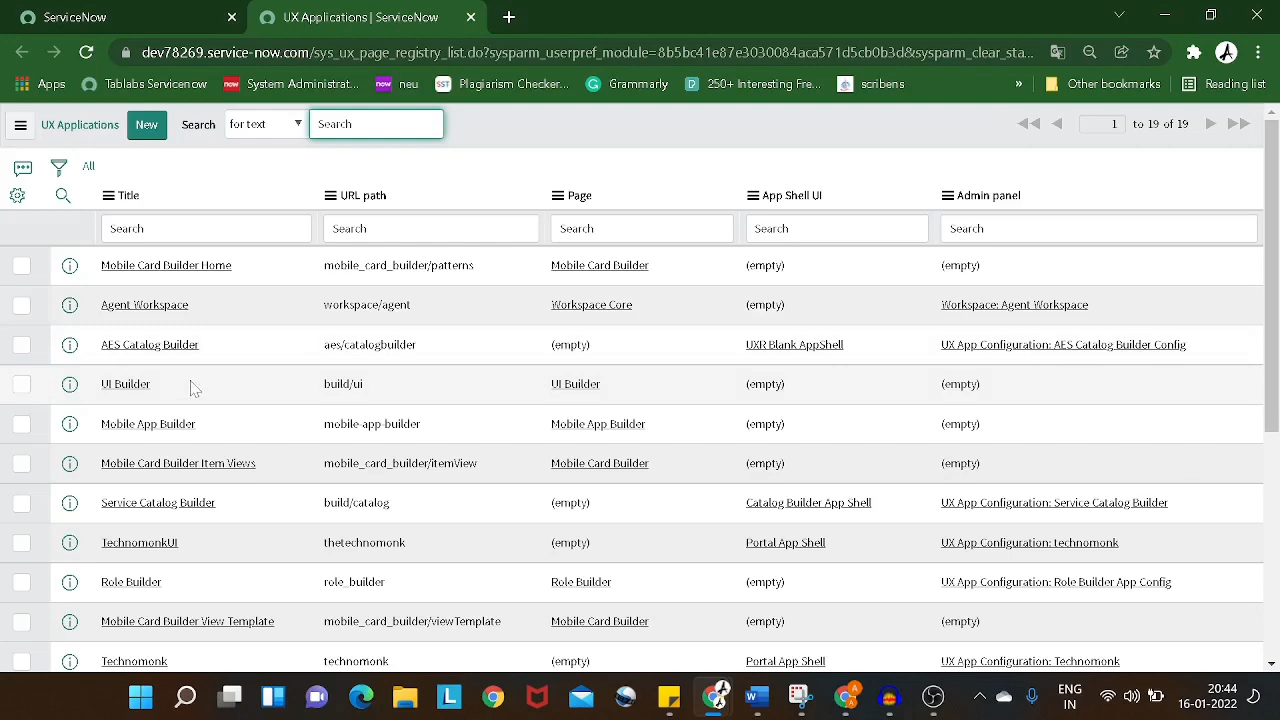 ServiceNow
UX Applications | ServiceNow
dev78269.service-now.com/sys_ux_page_registry_list.do?sysparm_userpref_module=8b5bc41e87e3030084aca571d5cb0b3d&sysparm_clear_sta...
Apps
Tablab Servicenow
now
System Administrat...
now
neu
SST
Plagiarism Checker...
Grammarly
250+ Interesting Fre...
scribens
»
Other bookmarks
Reading list
UX Applications
New
Search
for text
Search
1
to 19 of 19
All
Title
URL path
Page
App Shell UI
Admin panel
Search
Search
Search
Search
Search
Mobile Card Builder Home
mobile_card_builder/patterns
Mobile Card Builder
(empty)
(empty)
Agent Workspace
workspace/agent
Workspace Core
(empty)
Workspace: Agent Workspace
AES Catalog Builder
aes/catalogbuilder
(empty)
UXR Blank AppShell
UX App Configuration: AES Catalog Builder Config
UI Builder
build/ui
UI Builder
(empty)
(empty)
Mobile App Builder
mobile-app-builder
Mobile App Builder
(empty)
(empty)
Mobile Card Builder Item Views
mobile_card_builder/itemView
Mobile Card Builder
(empty)
(empty)
Service Catalog Builder
build/catalog
(empty)
Catalog Builder App Shell
UX App Configuration: Service Catalog Builder
TechnomonkUI
thetechnomonk
(empty)
Portal App Shell
UX App Configuration: technomonk
Role Builder
role_builder
Role Builder
(empty)
UX App Configuration: Role Builder App Config
Mobile Card Builder View Template
mobile_card_builder/viewTemplate
Mobile Card Builder
(empty)
(empty)
Technomonk
technomonk
(empty)
Portal App Shell
UX App Configuration: Technomonk
ENG
IN
20:44
16-01-2022